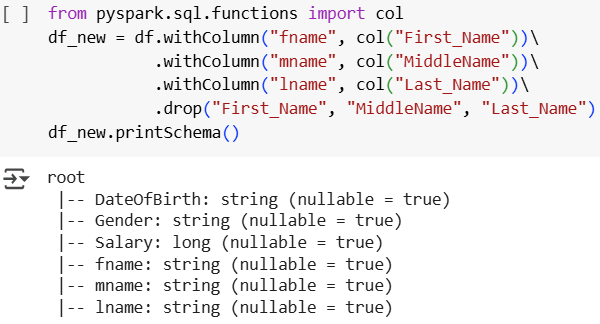 [ ] from pyspark.sql.functions import col
df_new = df.withColumn("fname", col("First_Name"))\
.withColumn("mname", col("MiddleName"))\
.withColumn("lname", col("Last_Name"))\
.drop("First_Name", "MiddleName", "Last_Name")
df_new.printSchema()
root
|-- DateOfBirth: string (nullable = true)
|-- Gender: string (nullable = true)
|-- Salary: long (nullable = true)
|-- fname: string (nullable = true)
|-- mname: string (nullable = true)
|-- lname: string (nullable = true)